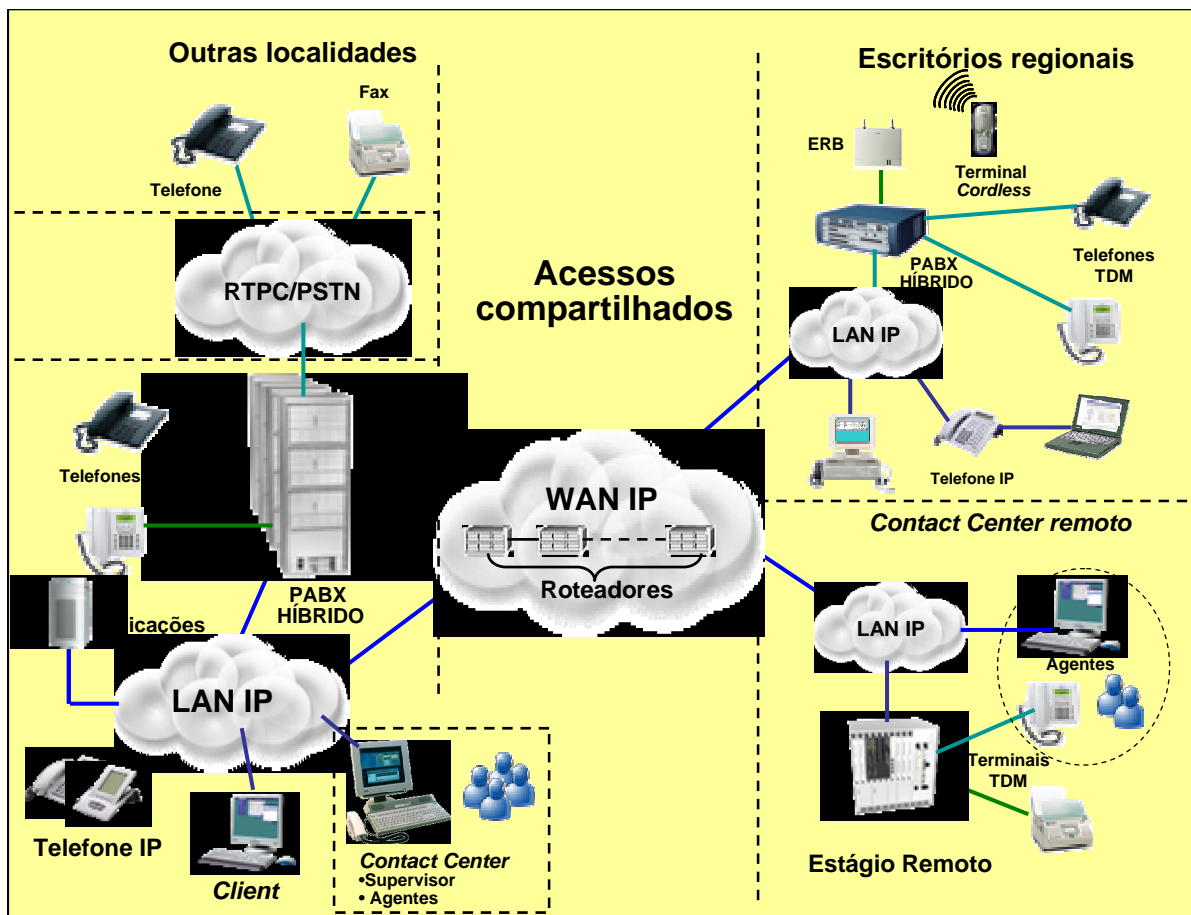 Outras localidades
Fax
Telefone
RTPC/PSTN
Acessos
compartilhados
Escritórios regionais
ERB
Terminal
Cordless
PABX
HÍBRIDO
Telefones
TDM
LAN IP
Telefone IP
Telefones
PABX
HÍBRIDO
icações
LAN IP
Telefone IP
Client
Contact Center
•Supervisor
• Agentes
WAN IP
Roteadores
Contact Center remoto
LAN IP
Agentes
Terminais
TDM
Estágio Remoto